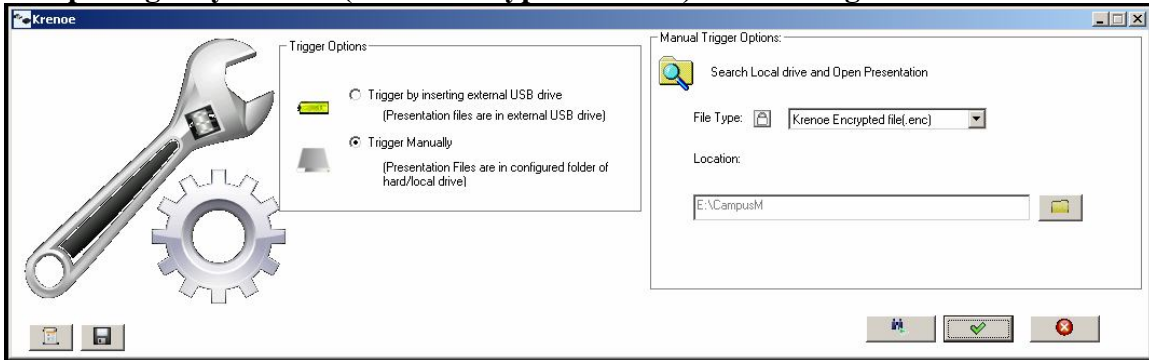 Krenoe
Trigger Options
Trigger by inserting external USB drive
(Presentation files are in external USB drive)
Trigger Manually
(Presentation Files are in configured folder of
hard/local drive)
Manual Trigger Options:
Search Local drive and Open Presentation
File Type:
Krenoe Encrypted file(.enc)
Location:
E:\CampusM